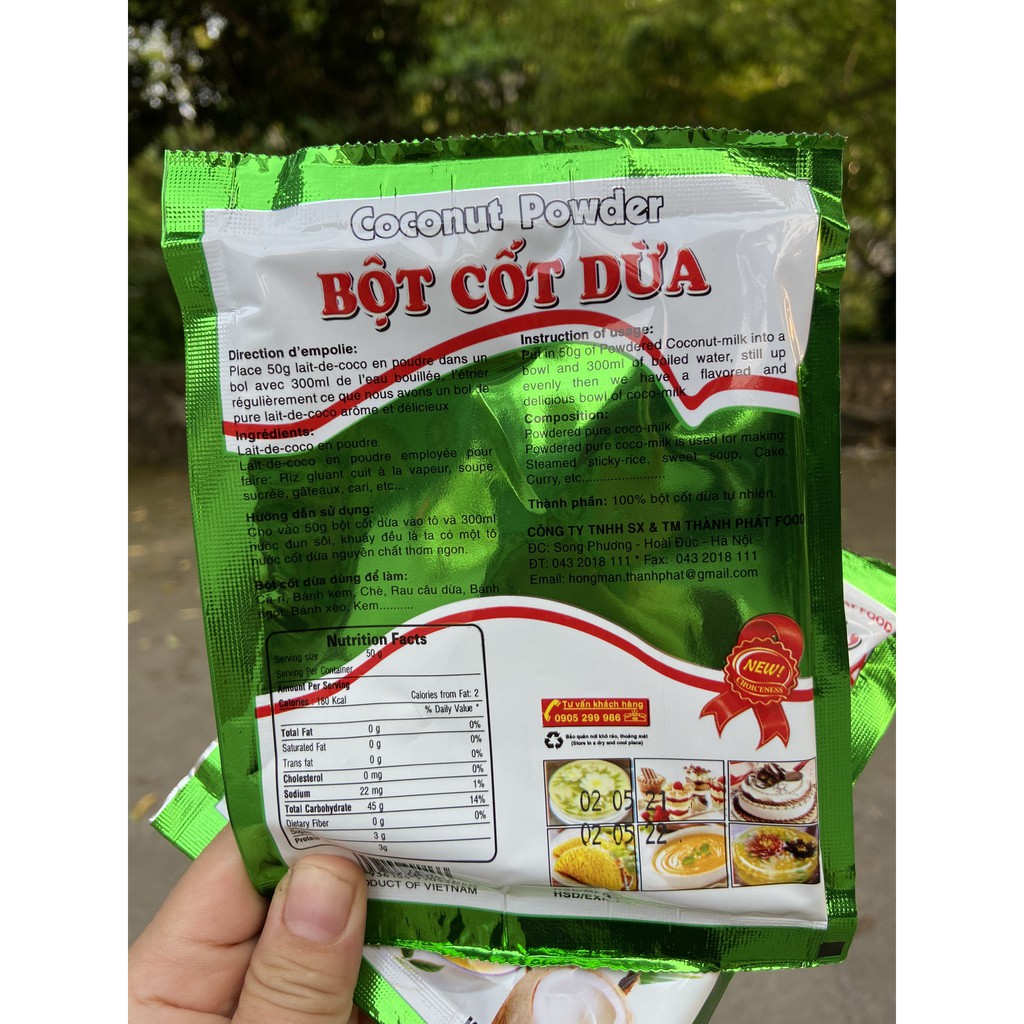 Coconut Powder
BỘT CỐT DỪA
Direction d'empolie:
Place 50g lait-de-coco en poudre dans un
bol avec 300ml de l'eau bouillée, l'étrier
régulièrement ce que nous avons un bol de
pure lait-de-coco arôme et délicieux
Ingrédients:
Lait-de-coco en poudre
Lait-de-coco en poudre employée pour
faire: Riz gluant cuit à la vapeur, soupe
sucrée, gâteaux, cari, etc...
Hướng dẫn sử dụng:
Cho vào 50g bột cốt dừa vào tô và 300ml
nước đun sôi, khuấy đều là ta có một tô
nước cốt dừa nguyên chất thơm ngon.
Bột cốt dừa dùng để làm:
Cà ri, Bánh kem, Chè, Rau câu dừa, Bánh
ngọt, Bánh xèo, Kem..........
Instruction of usage:
Put in 50g of Powdered Coconut-milk into a
bowl and 300ml of boiled water, still up
evenly then we have a flavored and
delicious bowl of coco-milk
Composition:
Powdered pure coco-milk
Powdered pure coco-milk is used for making:
Steamed sticky-rice, sweet soup, Cake,
Curry, etc........................
Thành phần: 100% bột cốt dừa tự nhiên.
CÔNG TY TNHH SX & TM THÀNH PHÁT FOOD
ĐC: Song Phương - Hoài Đức - Hà Nội
ĐT: 043 2018 111 * Fax: 043 2018 111
Email: hongman.thanhphat@gmail.com
Nutrition Facts
Serving size 50 g
Serving Per Container
Amount Per Serving
Calories : 180 Kcal Calories from Fat: 2
% Daily Value *
Total Fat 0 g 0%
Saturated Fat 0 g 0%
Trans fat 0 g 0%
Cholesterol 0 mg 0%
Sodium 22 mg 1%
Total Carbohydrate 45 g 14%
Dietary Fiber 0 g 0%
3 g
Protein 3g
PRODUCT OF VIETNAM
NEW!
CHOICENESS
Tư vấn khách hàng
0905 299 986
Bảo quản nơi khô ráo, thoáng mát
(Store in a dry and cool place)
02 05 21
02 05 22
HSD/EXP
FOOD